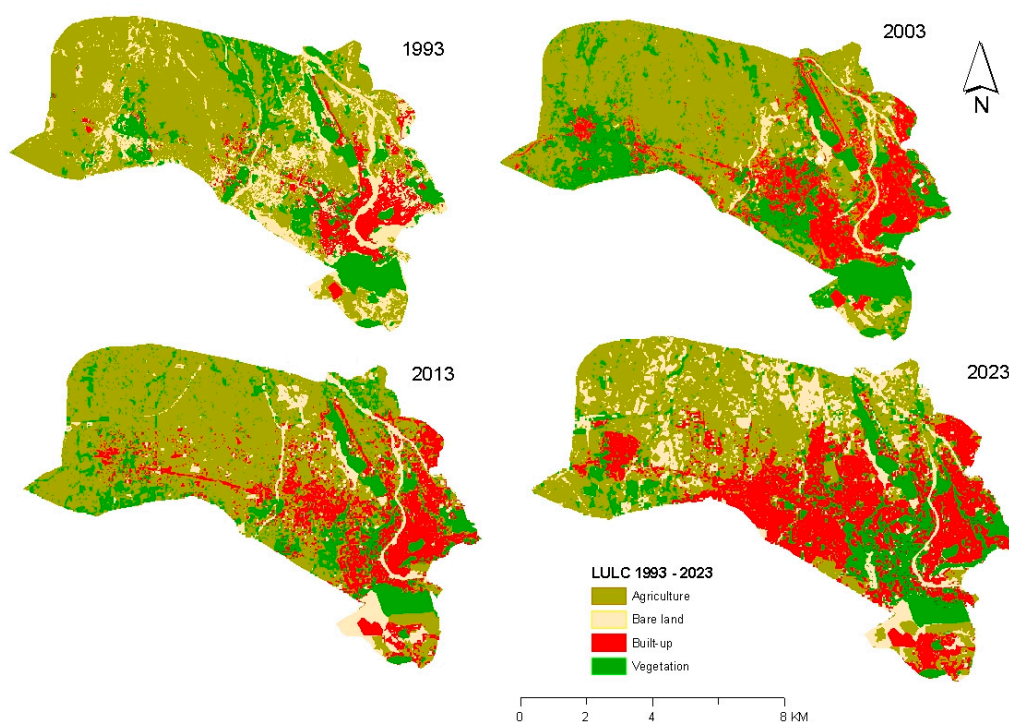 1993
2003
N
2013
2023
LULC 1993 - 2023
Agriculture
Bare land
Built-up
Vegetation
0 2 4 8 KM